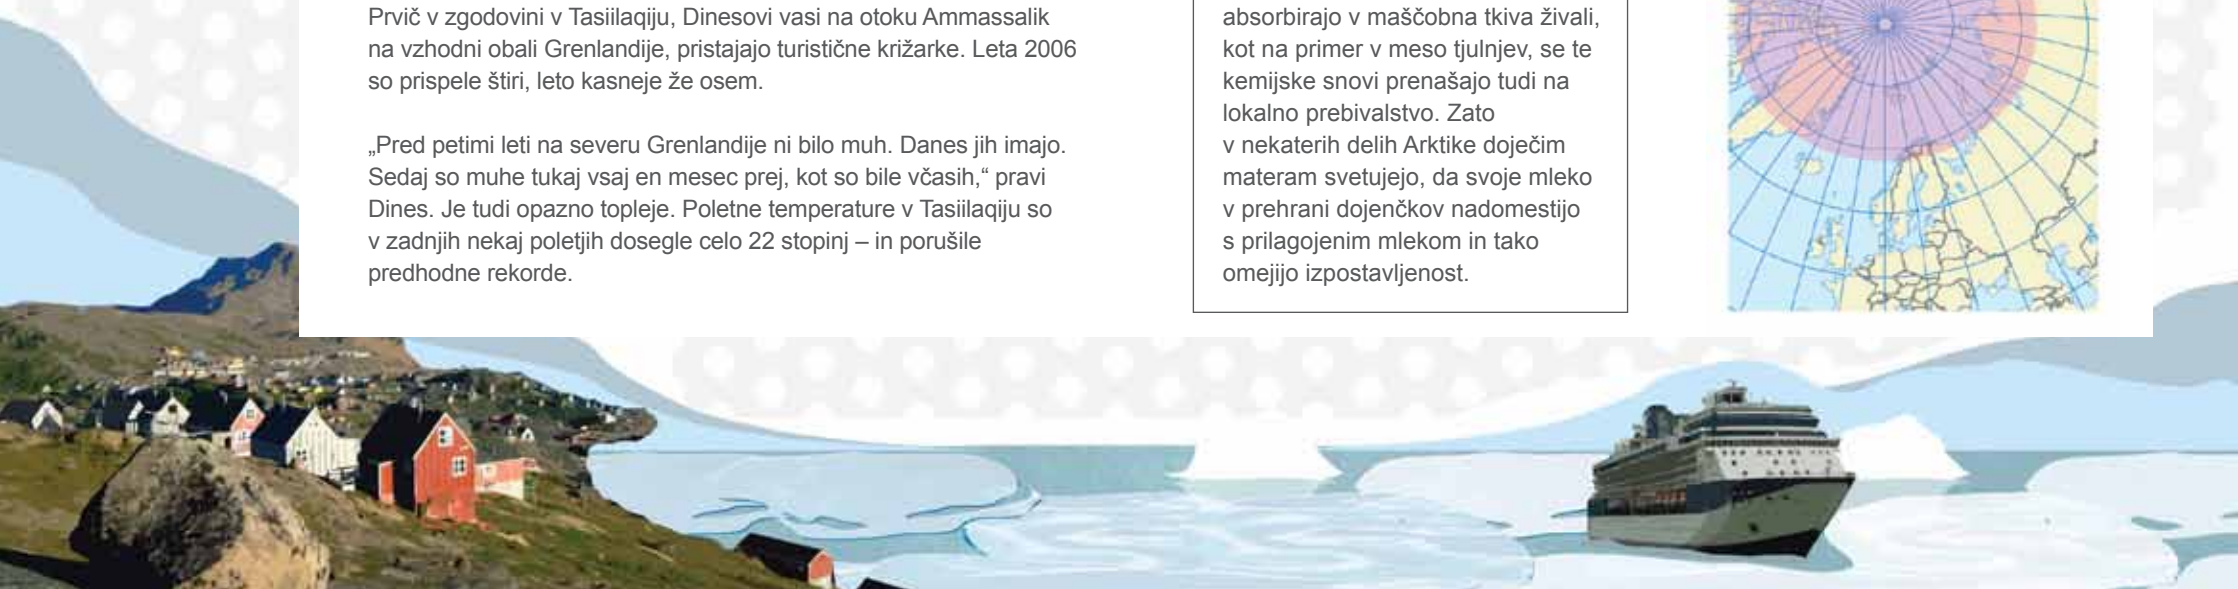 Prvič v zgodovini v Tasiilaqiju, Dinesovi vasi na otoku Ammassalik
na vzhodni obali Grenlandije, pristajajo turistične križarke. Leta 2006
so prispele štiri, leto kasneje že osem.
„Pred petimi leti na severu Grenlandije ni bilo muh. Danes jih imajo.
Sedaj so muhe tukaj vsaj en mesec prej, kot so bile včasih,“ pravi
Dines. Je tudi opazno topleje. Poletne temperature v Tasiilaqiju so
v zadnjih nekaj poletjih dosegle celo 22 stopinj – in porušile
predhodne rekorde.
absorbirajo v maščobna tkiva živali,
kot na primer v meso tjulnjev, se te
kemijske snovi prenašajo tudi na
lokalno prebivalstvo. Zato
v nekaterih delih Arktike doječim
materam svetujejo, da svoje mleko
v prehrani dojenčkov nadomestijo
s prilagojenim mlekom in tako
omejijo izpostavljenost.